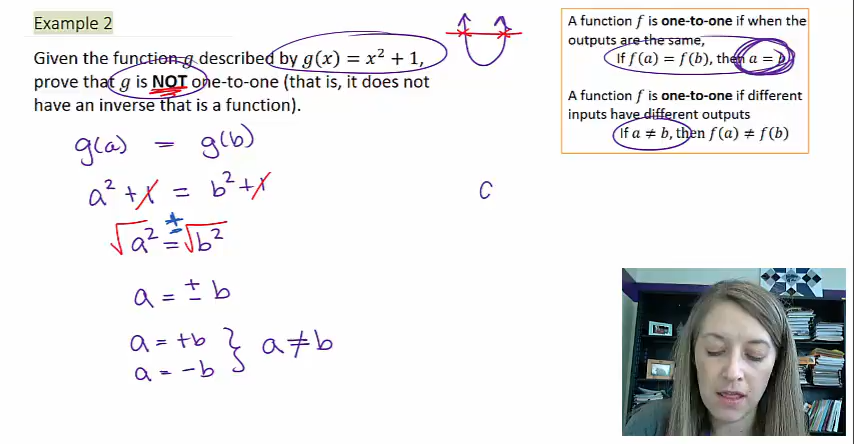 Example 2
Given the function g described by g(x) = x² + 1,
prove that g is NOT one-to-one (that is, it does not
have an inverse that is a function).
g(a) = g(b)
a² + 1 = b² + 1
√a² = ± √b²
a = ± b
a = +b } a ≠ b
a = -b
A function f is one-to-one if when the
outputs are the same,
If f(a) = f(b), then a = b
A function f is one-to-one if different
inputs have different outputs
If a ≠ b, then f(a) ≠ f(b)